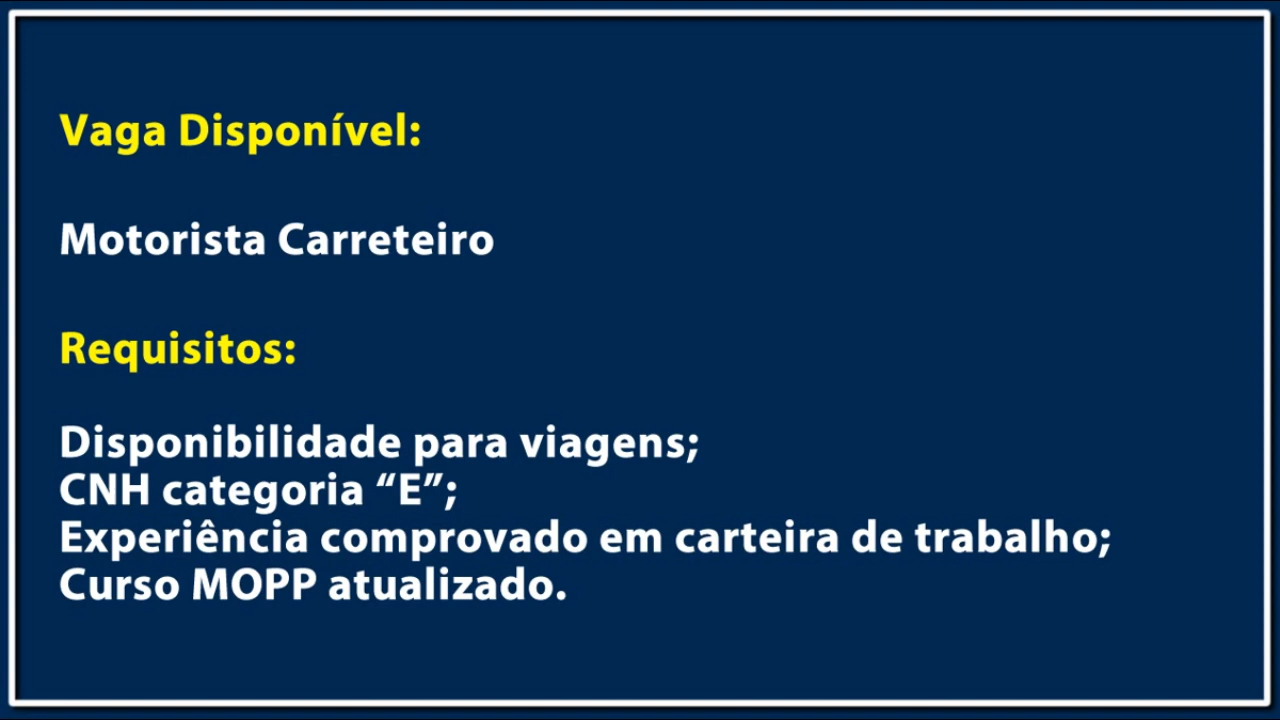 Vaga Disponível:
Motorista Carreteiro
Requisitos:
Disponibilidade para viagens;
CNH categoria “E”;
Experiência comprovado em carteira de trabalho;
Curso MOPP atualizado.